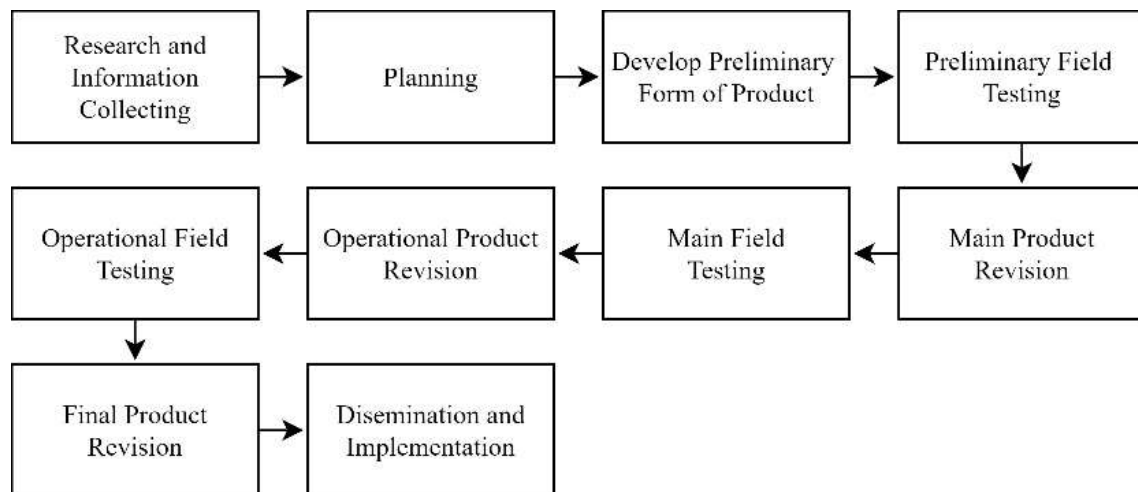 Research and
Information
Collecting
Planning
Develop Preliminary
Form of Product
Preliminary Field
Testing
Main Product
Revision
Main Field
Testing
Operational Product
Revision
Operational Field
Testing
Final Product
Revision
Disemination and
Implementation